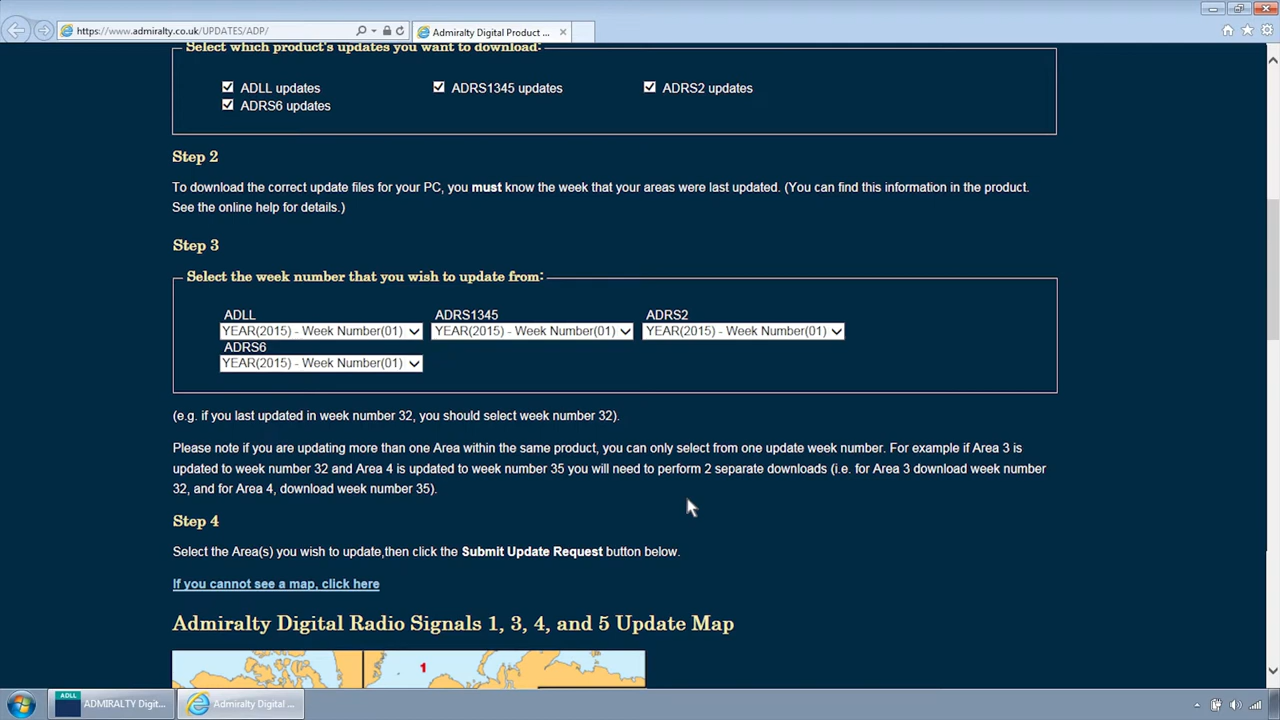 https://www.admiralty.co.uk/UPDATES/ADP/
Admiralty Digital Product ...
Select which product's updates you want to download:
ADLL updates
ADRS1345 updates
ADRS2 updates
ADRS6 updates
Step 2
To download the correct update files for your PC, you must know the week that your areas were last updated. (You can find this information in the product.
See the online help for details.)
Step 3
Select the week number that you wish to update from:
ADLL
ADRS1345
ADRS2
YEAR(2015) - Week Number(01)
YEAR(2015) - Week Number(01)
YEAR(2015) - Week Number(01)
ADRS6
YEAR(2015) - Week Number(01)
(e.g. if you last updated in week number 32, you should select week number 32).
Please note if you are updating more than one Area within the same product, you can only select from one update week number. For example if Area 3 is
updated to week number 32 and Area 4 is updated to week number 35 you will need to perform 2 separate downloads (i.e. for Area 3 download week number
32, and for Area 4, download week number 35).
Step 4
Select the Area(s) you wish to update,then click the Submit Update Request button below.
If you cannot see a map, click here
Admiralty Digital Radio Signals 1, 3, 4, and 5 Update Map
1
ADLL
ADMIRALTY Digit...
Admiralty Digital ...